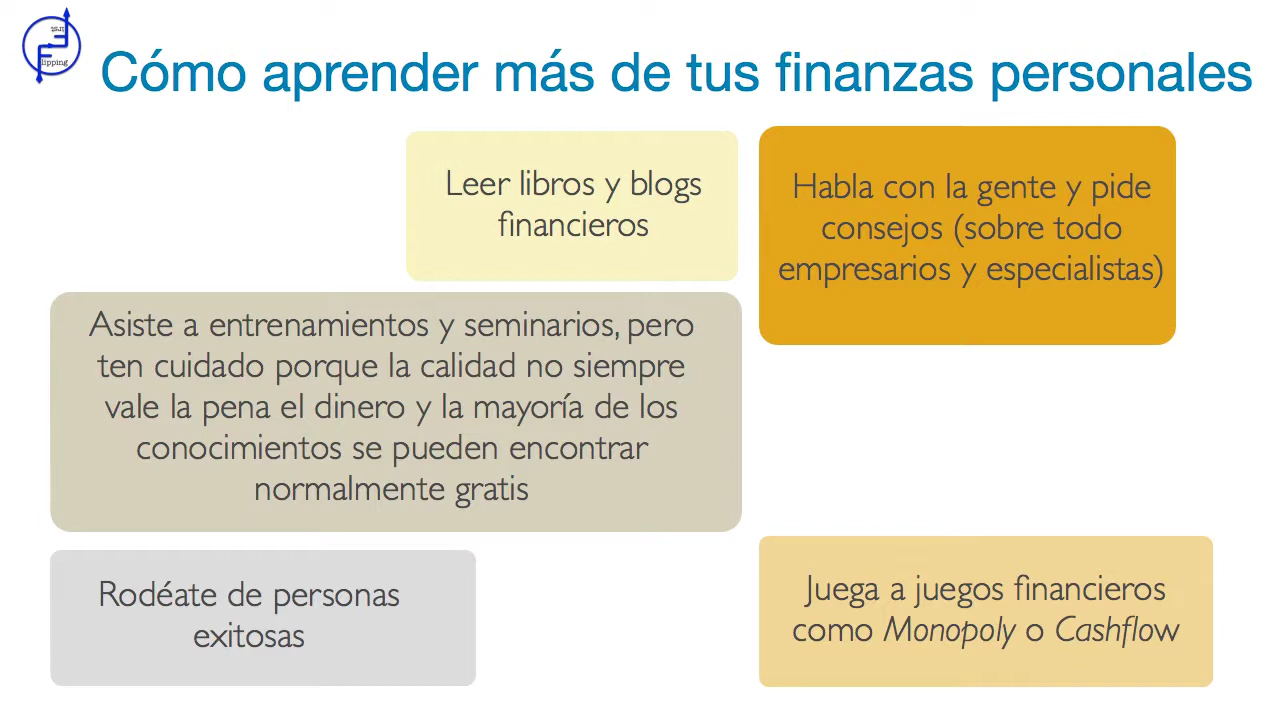 irst
lipping
Cómo aprender más de tus finanzas personales
Leer libros y blogs
financieros
Habla con la gente y pide
consejos (sobre todo
empresarios y especialistas)
Asiste a entrenamientos y seminarios, pero
ten cuidado porque la calidad no siempre
vale la pena el dinero y la mayoría de los
conocimientos se pueden encontrar
normalmente gratis
Rodéate de personas
exitosas
Juega a juegos financieros
como Monopoly o Cashflow